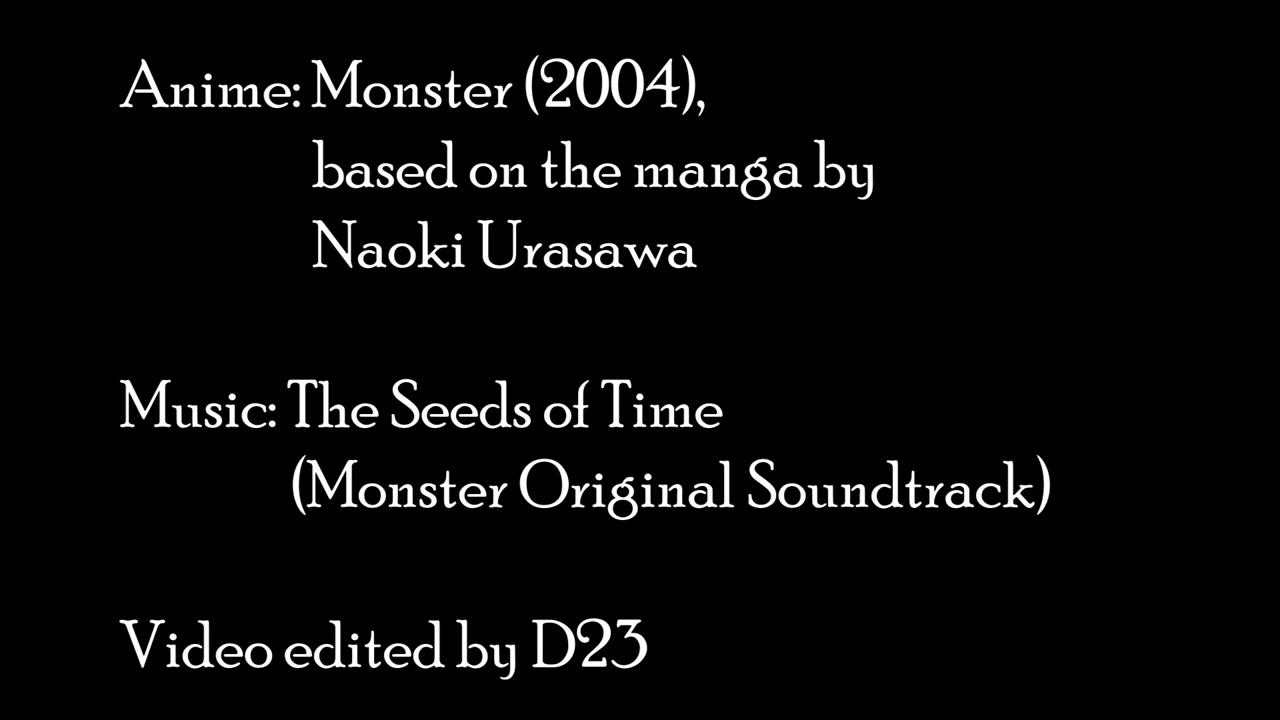 Anime: Monster (2004),
based on the manga by
Naoki Urasawa
Music: The Seeds of Time
(Monster Original Soundtrack)
Video edited by D23